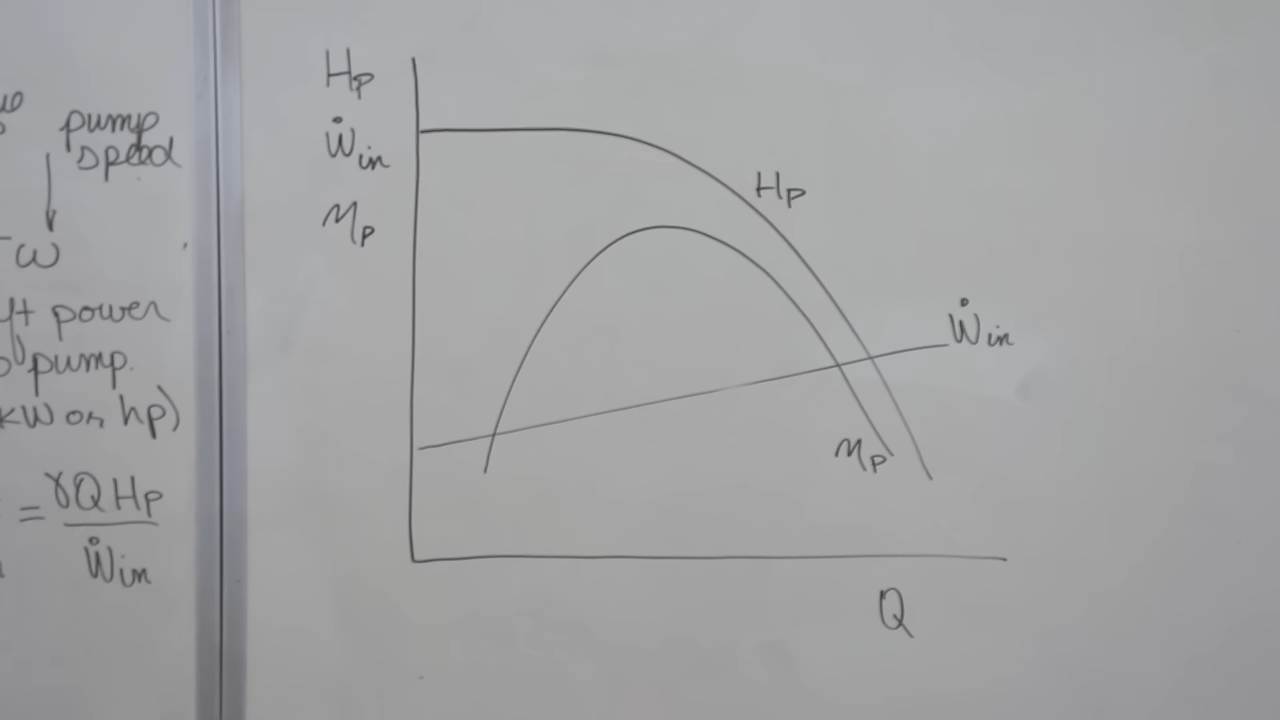 pump
speed
ω
power
pump.
kW or hp)
= γQHp
Ẇin
Hp
Ẇin
ηp
Hp
Ẇin
ηp
Q